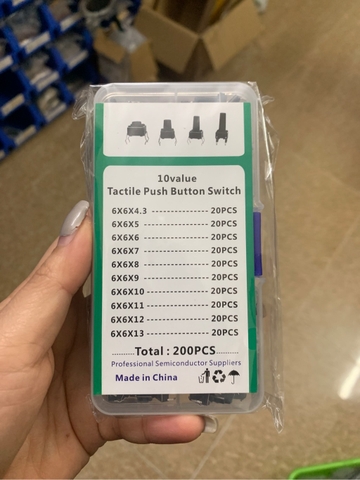 10value
Tactile Push Button Switch
6X6X4.3 ---------------- 20PCS
6X6X5 ------------------- 20PCS
6X6X6 ------------------- 20PCS
6X6X7 ------------------- 20PCS
6X6X8 ------------------- 20PCS
6X6X9 ------------------- 20PCS
6X6X10 ----------------- 20PCS
6X6X11 ----------------- 20PCS
6X6X12 ----------------- 20PCS
6X6X13 ----------------- 20PCS
.........Total : 200PCS.........
Professional Semiconductor Suppliers
Made in China